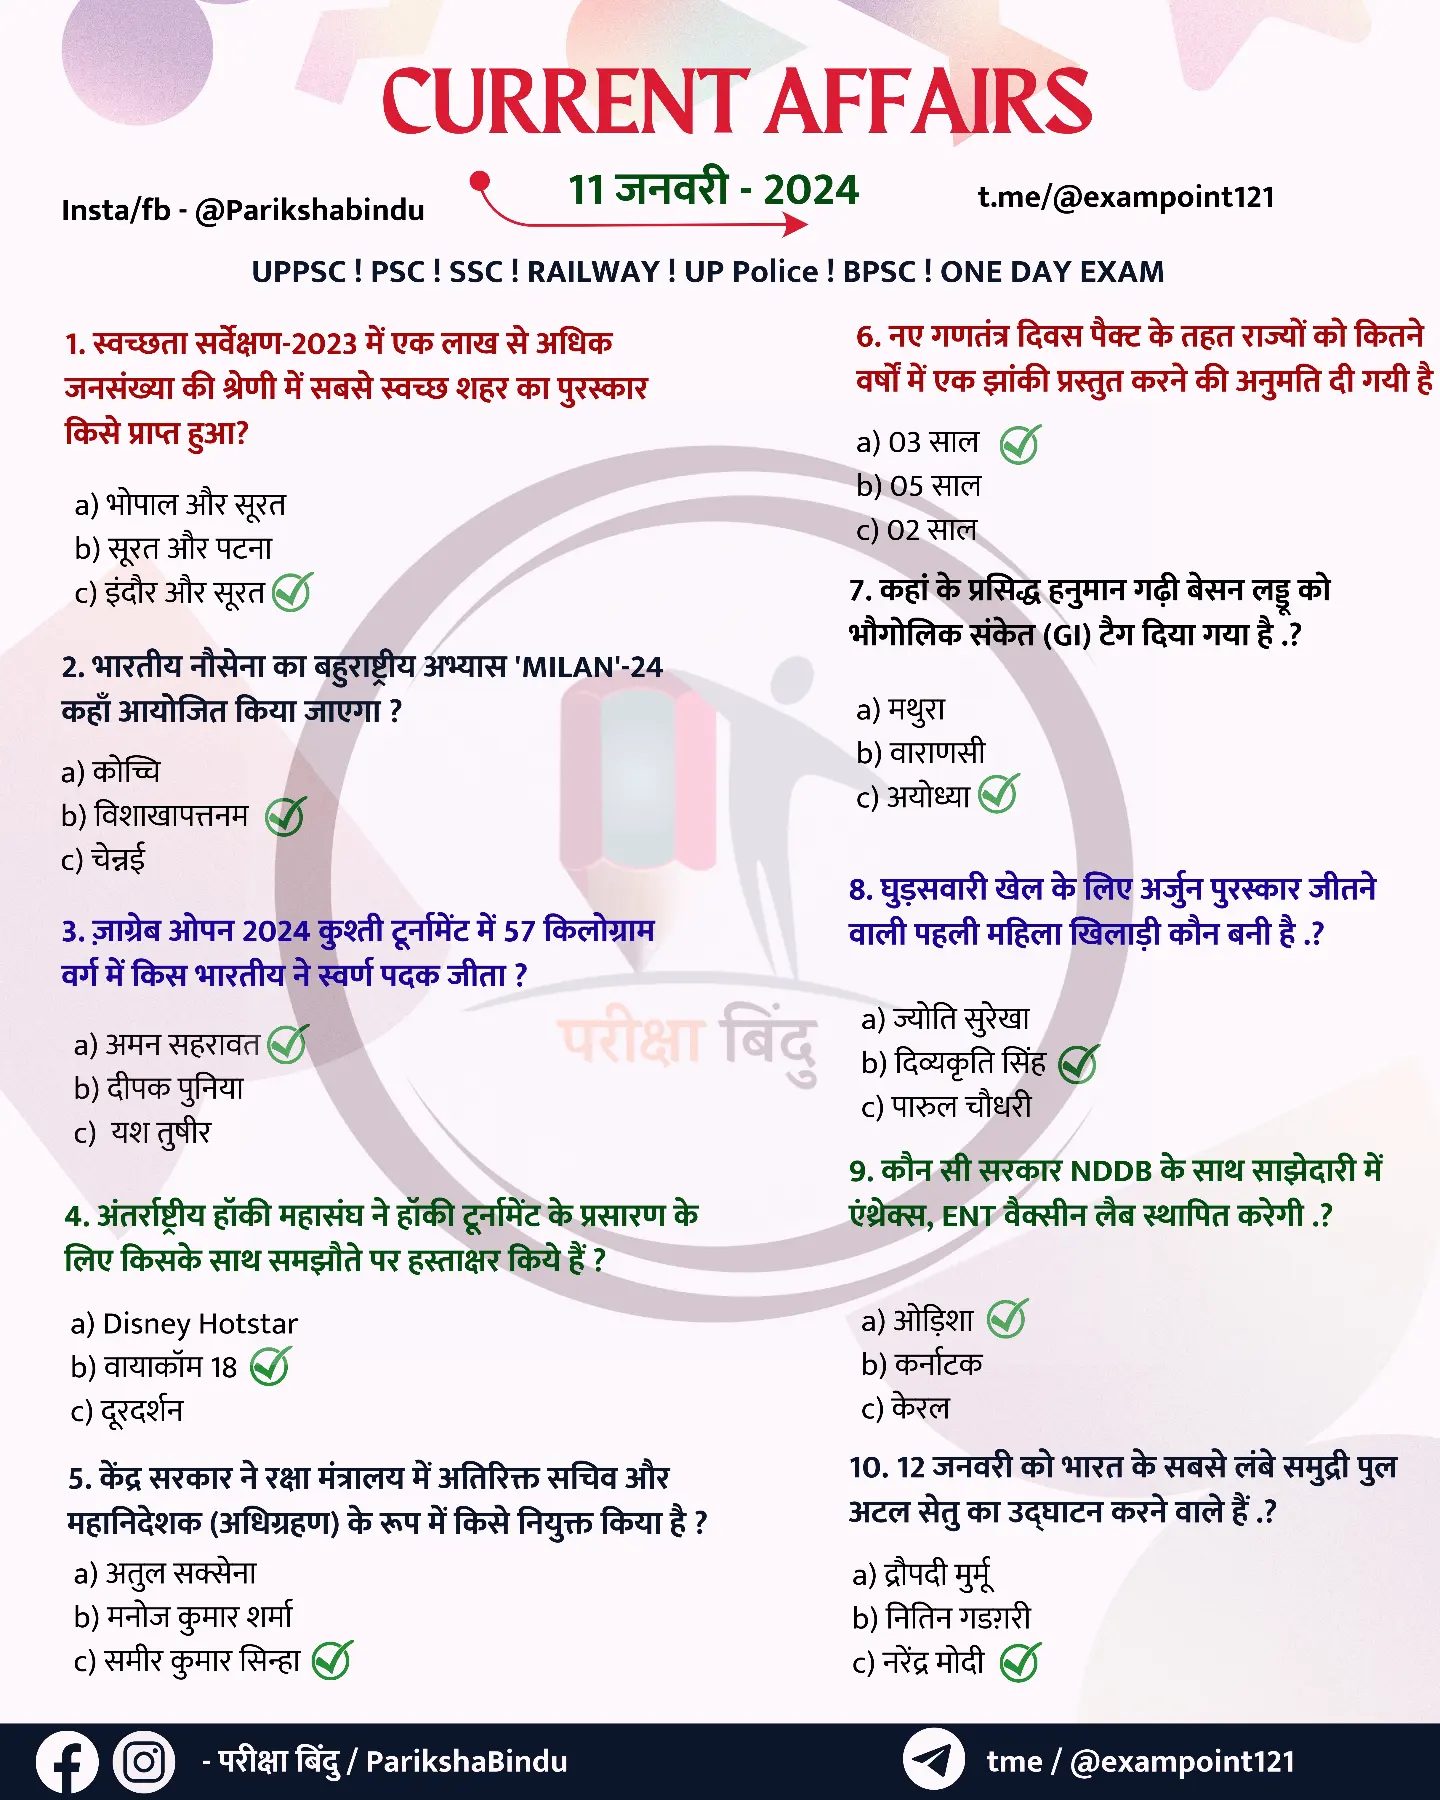 CURRENT AFFAIRS
11 जनवरी - 2024
Insta/fb - @Parikshabindu
t.me/@exampoint121
UPPSC ! PSC ! SSC ! RAILWAY ! UP Police ! BPSC ! ONE DAY EXAM
1. स्वच्छता सर्वेक्षण-2023 में एक लाख से अधिक
जनसंख्या की श्रेणी में सबसे स्वच्छ शहर का पुरस्कार
किसे प्राप्त हुआ?
a) भोपाल और सूरत
b) सूरत और पटना
c) इंदौर और सूरत
2. भारतीय नौसेना का बहुराष्ट्रीय अभ्यास 'MILAN'-24
कहाँ आयोजित किया जाएगा ?
a) कोच्चि
b) विशाखापत्तनम
c) चेन्नई
3. ज़ाग्रेब ओपन 2024 कुश्ती टूर्नामेंट में 57 किलोग्राम
वर्ग में किस भारतीय ने स्वर्ण पदक जीता ?
a) अमन सहरावत
b) दीपक पुनिया
c) यश तुषीर
4. अंतर्राष्ट्रीय हॉकी महासंघ ने हॉकी टूर्नामेंट के प्रसारण के
लिए किसके साथ समझौते पर हस्ताक्षर किये हैं ?
a) Disney Hotstar
b) वायाकॉम 18
c) दूरदर्शन
5. केंद्र सरकार ने रक्षा मंत्रालय में अतिरिक्त सचिव और
महानिदेशक (अधिग्रहण) के रूप में किसे नियुक्त किया है ?
a) अतुल सक्सेना
b) मनोज कुमार शर्मा
c) समीर कुमार सिन्हा
6. नए गणतंत्र दिवस पैक्ट के तहत राज्यों को कितने
वर्षों में एक झांकी प्रस्तुत करने की अनुमति दी गयी है
a) 03 साल
b) 05 साल
c) 02 साल
7. कहां के प्रसिद्ध हनुमान गढ़ी बेसन लड्डू को
भौगोलिक संकेत (GI) टैग दिया गया है .?
a) मथुरा
b) वाराणसी
c) अयोध्या
8. घुड़सवारी खेल के लिए अर्जुन पुरस्कार जीतने
वाली पहली महिला खिलाड़ी कौन बनी है .?
a) ज्योति सुरेखा
b) दिव्यकृति सिंह
c) पारुल चौधरी
9. कौन सी सरकार NDDB के साथ साझेदारी में
एंथ्रेक्स, ENT वैक्सीन लैब स्थापित करेगी .?
a) ओड़िशा
b) कर्नाटक
c) केरल
10. 12 जनवरी को भारत के सबसे लंबे समुद्री पुल
अटल सेतु का उद्घाटन करने वाले हैं .?
a) द्रौपदी मुर्मू
b) नितिन गडग़री
c) नरेंद्र मोदी
परीक्षा बिंदु
- परीक्षा बिंदु / ParikshaBindu
tme / @exampoint121